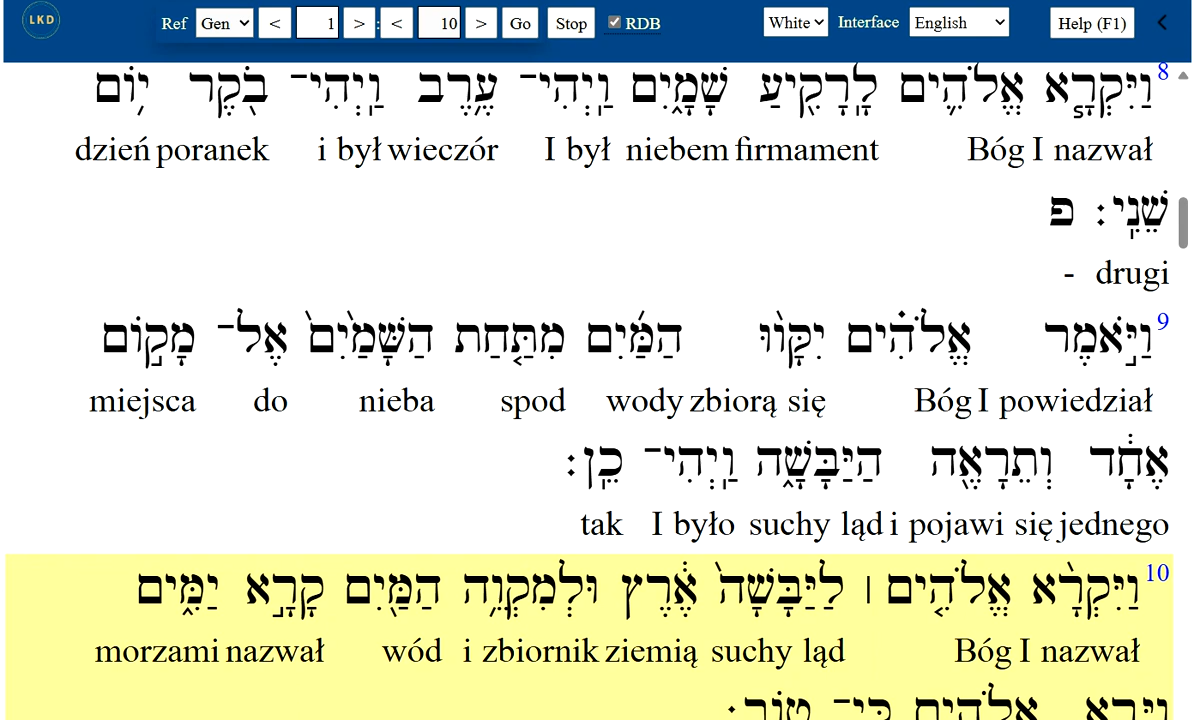 LKD Ref Gen < 1 > : < 10 > Go Stop RDB White Interface English Help (F1) <
8 וַיִּקְרָ֧א אֱלֹהִ֛ים לָֽרָקִ֖יעַ שָׁמָ֑יִם וַֽיְהִי־ עֶ֥רֶב וַֽיְהִי־ בֹ֖קֶר י֥וֹם
dzień poranek i był wieczór I był niebem firmament Bóg I nazwał
שֵׁנִֽי׃ פ
- drugi
9 וַיֹּ֣אמֶר אֱלֹהִ֗ים יִקָּו֨וּ הַמַּ֜יִם מִתַּ֤חַת הַשָּׁמַ֙יִם֙ אֶל־ מָק֣וֹם
miejsca do nieba spod wody zbiorą się Bóg I powiedział
אֶחָ֔ד וְתֵרָאֶ֖ה הַיַּבָּשָׁ֑ה וַֽיְהִי־ כֵֽן׃
tak I było suchy ląd i pojawi się jednego
10 וַיִּקְרָ֨א אֱלֹהִ֤ים ׀ לַיַּבָּשָׁה֙ אֶ֔רֶץ וּלְמִקְוֵ֥ה הַמַּ֖יִם קָרָ֣א יַמִּ֑ים
morzami nazwał wód i zbiornik ziemią suchy ląd Bóg I nazwał